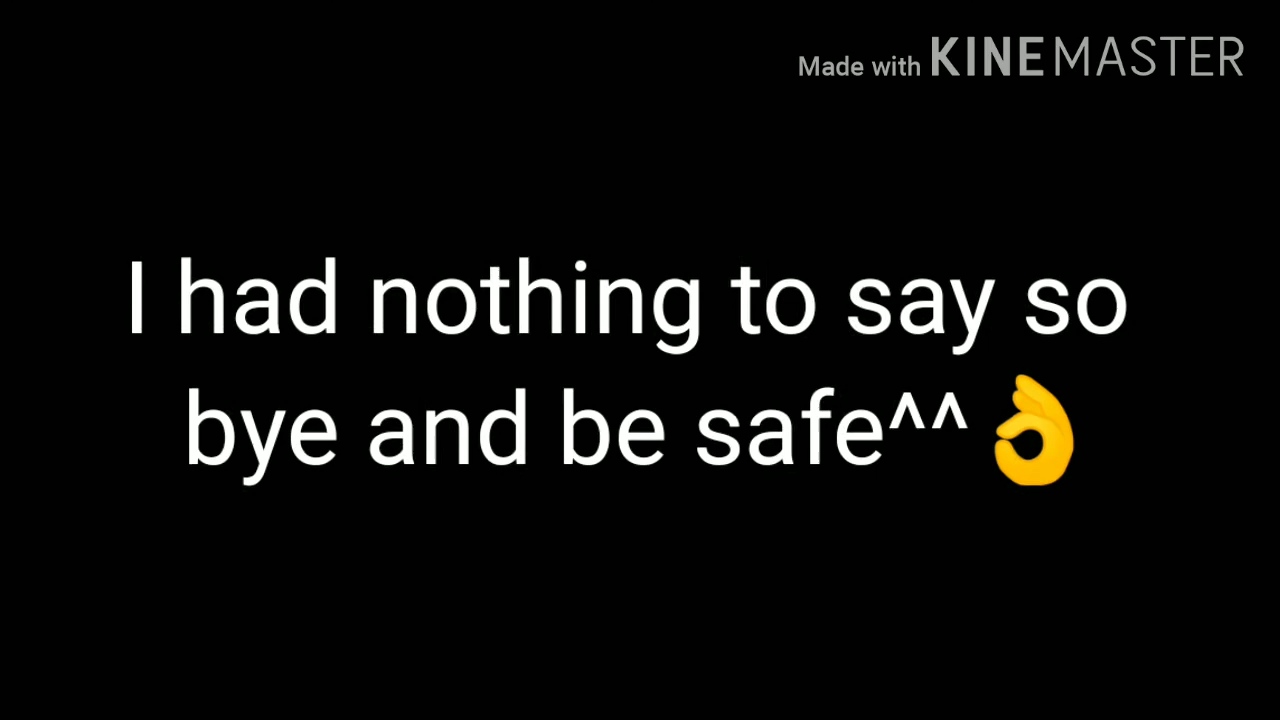 Made with KINEMASTER
I had nothing to say so
bye and be safe^^👌